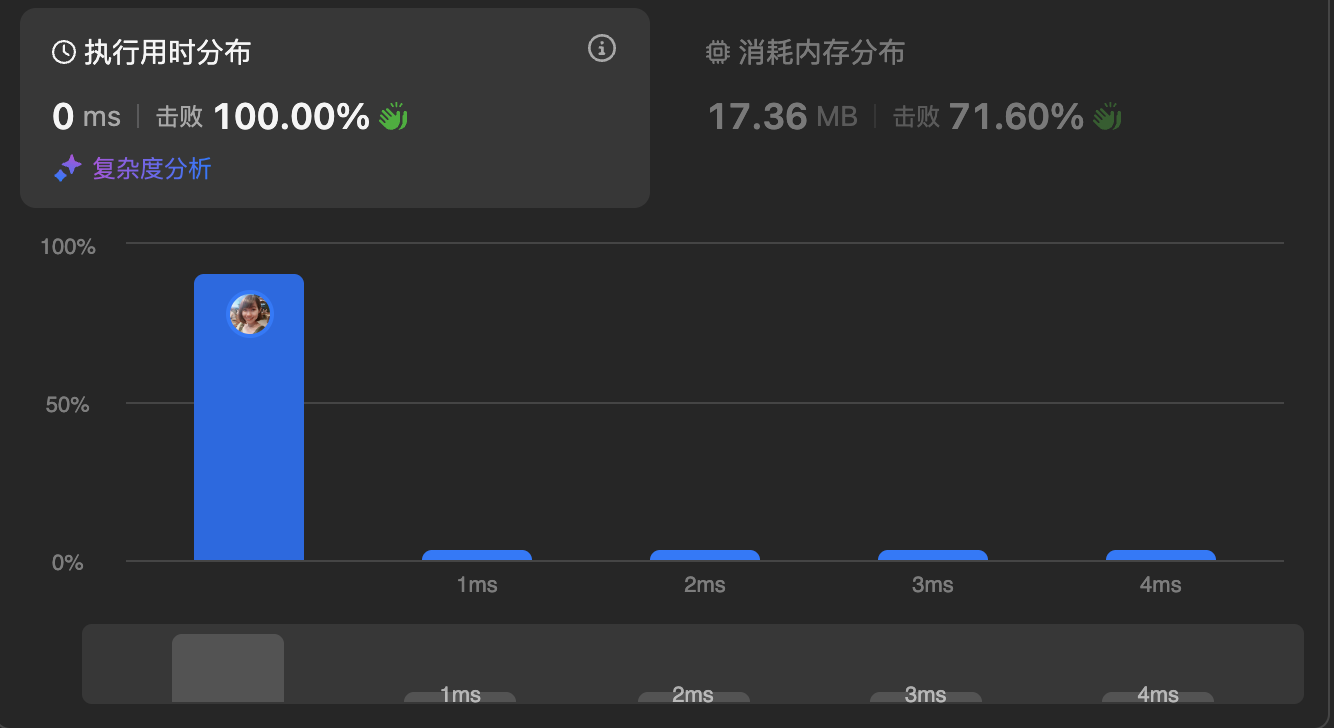 执行用时分布
0 ms 击败 100.00%
复杂度分析
消耗内存分布
17.36 MB 击败 71.60%
100%
50%
0%
1ms 2ms 3ms 4ms
1ms 2ms 3ms 4ms